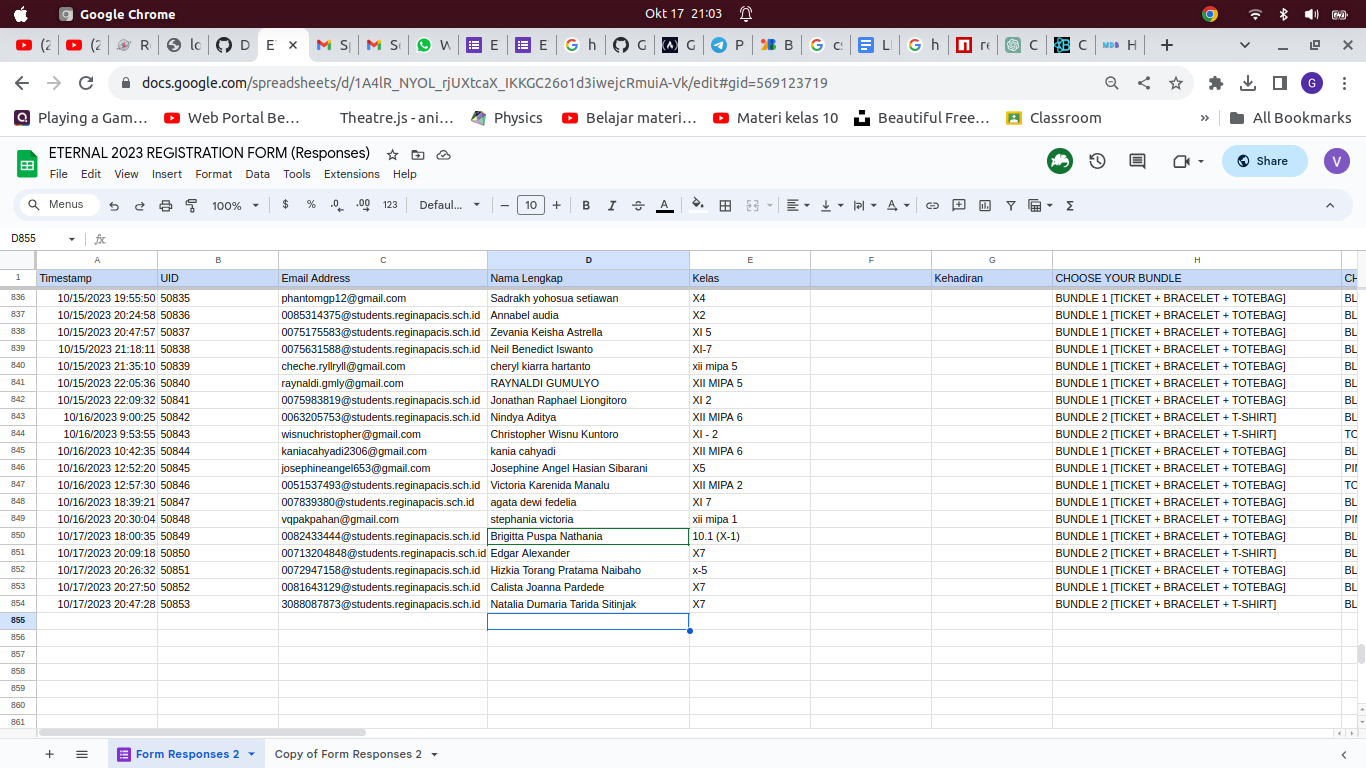 Google Chrome
Okt 17 21:03
(2
(2
R
lo
D
E
S
S
W
E
E
h
G
G
P
B
cs
L
h
re
C
C
H
docs.google.com/spreadsheets/d/1A4lR_NYOL_rjUXtcaX_IKKGC26o1d3iwejcRmuiA-Vk/edit#gid=569123719
G
Playing a Gam… Web Portal Be… Theatre.js - ani… Physics Belajar materi… Materi kelas 10 Beautiful Free… Classroom » All Bookmarks
ETERNAL 2023 REGISTRATION FORM (Responses)
File Edit View Insert Format Data Tools Extensions Help
Share
V
Menus 100% $ % .0 .00 123 Defaul... − 10 + B I A Σ
D855 fx
A B C D E F G H
1 Timestamp UID Email Address Nama Lengkap Kelas Kehadiran CHOOSE YOUR BUNDLE CH
836 10/15/2023 19:55:50 50835 phantomgp12@gmail.com Sadrakh yohosua setiawan X4 BUNDLE 1 [TICKET + BRACELET + TOTEBAG] BL
837 10/15/2023 20:24:58 50836 0085314375@students.reginapacis.sch.id Annabel audia X2 BUNDLE 1 [TICKET + BRACELET + TOTEBAG] BL
838 10/15/2023 20:47:57 50837 0075175583@students.reginapacis.sch.id Zevania Keisha Astrella XI 5 BUNDLE 1 [TICKET + BRACELET + TOTEBAG] BL
839 10/15/2023 21:18:11 50838 0075631588@students.reginapacis.sch.id Neil Benedict Iswanto XI-7 BUNDLE 1 [TICKET + BRACELET + TOTEBAG] BL
840 10/15/2023 21:35:10 50839 cheche.ryllryll@gmail.com cheryl kiarra hartanto xii mipa 5 BUNDLE 1 [TICKET + BRACELET + TOTEBAG] BL
841 10/15/2023 22:05:36 50840 raynaldi.gmly@gmail.com RAYNALDI GUMULYO XII MIPA 5 BUNDLE 1 [TICKET + BRACELET + TOTEBAG] BL
842 10/15/2023 22:09:32 50841 0075983819@students.reginapacis.sch.id Jonathan Raphael Liongitoro XI 2 BUNDLE 1 [TICKET + BRACELET + TOTEBAG] BL
843 10/16/2023 9:00:25 50842 0063205753@students.reginapacis.sch.id Nindya Aditya XII MIPA 6 BUNDLE 2 [TICKET + BRACELET + T-SHIRT] BL
844 10/16/2023 9:53:55 50843 wisnuchristopher@gmail.com Christopher Wisnu Kuntoro XI - 2 BUNDLE 2 [TICKET + BRACELET + T-SHIRT] TC
845 10/16/2023 10:42:35 50844 kaniacahyadi2306@gmail.com kania cahyadi XII MIPA 6 BUNDLE 1 [TICKET + BRACELET + TOTEBAG] BL
846 10/16/2023 12:52:20 50845 josephineangel653@gmail.com Josephine Angel Hasian Sibarani X5 BUNDLE 1 [TICKET + BRACELET + TOTEBAG] PI
847 10/16/2023 12:57:30 50846 0051537493@students.reginapacis.sch.id Victoria Karenida Manalu XII MIPA 2 BUNDLE 1 [TICKET + BRACELET + TOTEBAG] TC
848 10/16/2023 18:39:21 50847 007839380@students.reginapacis.sch.id agata dewi fedelia XI 7 BUNDLE 1 [TICKET + BRACELET + TOTEBAG] BL
849 10/16/2023 20:30:04 50848 vqpakpahan@gmail.com stephania victoria xii mipa 1 BUNDLE 1 [TICKET + BRACELET + TOTEBAG] PI
850 10/17/2023 18:00:35 50849 0082433444@students.reginapacis.sch.id Brigitta Puspa Nathania 10.1 (X-1) BUNDLE 1 [TICKET + BRACELET + TOTEBAG] BL
851 10/17/2023 20:09:18 50850 00713204848@students.reginapacis.sch.id Edgar Alexander X7 BUNDLE 2 [TICKET + BRACELET + T-SHIRT] BL
852 10/17/2023 20:26:32 50851 0072947158@students.reginapacis.sch.id Hizkia Torang Pratama Naibaho x-5 BUNDLE 1 [TICKET + BRACELET + TOTEBAG] BL
853 10/17/2023 20:27:50 50852 0081643129@students.reginapacis.sch.id Calista Joanna Pardede X7 BUNDLE 1 [TICKET + BRACELET + TOTEBAG] BL
854 10/17/2023 20:47:28 50853 3088087873@students.reginapacis.sch.id Natalia Dumaria Tarida Sitinjak X7 BUNDLE 2 [TICKET + BRACELET + T-SHIRT] BL
855
856
857
858
859
860
861
Form Responses 2 Copy of Form Responses 2